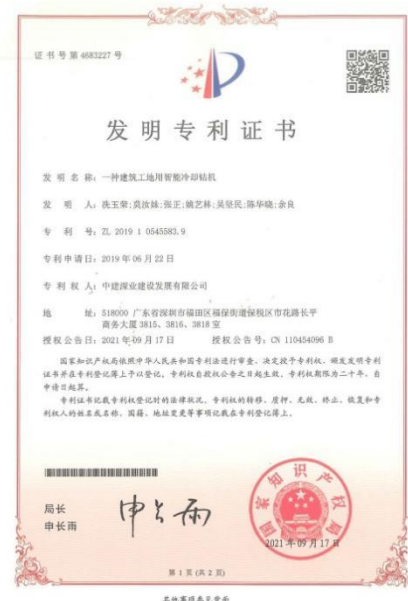 证书号第4683227号
发明专利证书
发明名称：一种建筑工地用智能冷却钻机
发明人：冼玉荣;莫汝妹;张正;姚艺林;吴坚民;陈华晓;余良
专利号：ZL 2019 1 0545583.9
专利申请日：2019年06月22日
专利权人：中建深业建设发展有限公司
地址：518000 广东省深圳市福田区福保街道保税区市花路长平
商务大厦3815、3816、3818室
授权公告日：2021年09月17日 授权公告号：CN 110454096 B
国家知识产权局依照中华人民共和国专利法进行审查，决定授予专利权，颁发发明专利
证书并在专利登记簿上予以登记。专利权自授权公告之日起生效。专利权期限为二十年，自
申请日起算。
专利证书记载专利权登记时的法律状况。专利权的转移、质押、无效、终止、恢复和专
利权人的姓名或名称、国籍、地址变更等事项记载在专利登记簿上。
局长
申长雨
申长雨
国家知识产权局
2021年09月17日
第1页(共2页)
其他事项参见背面